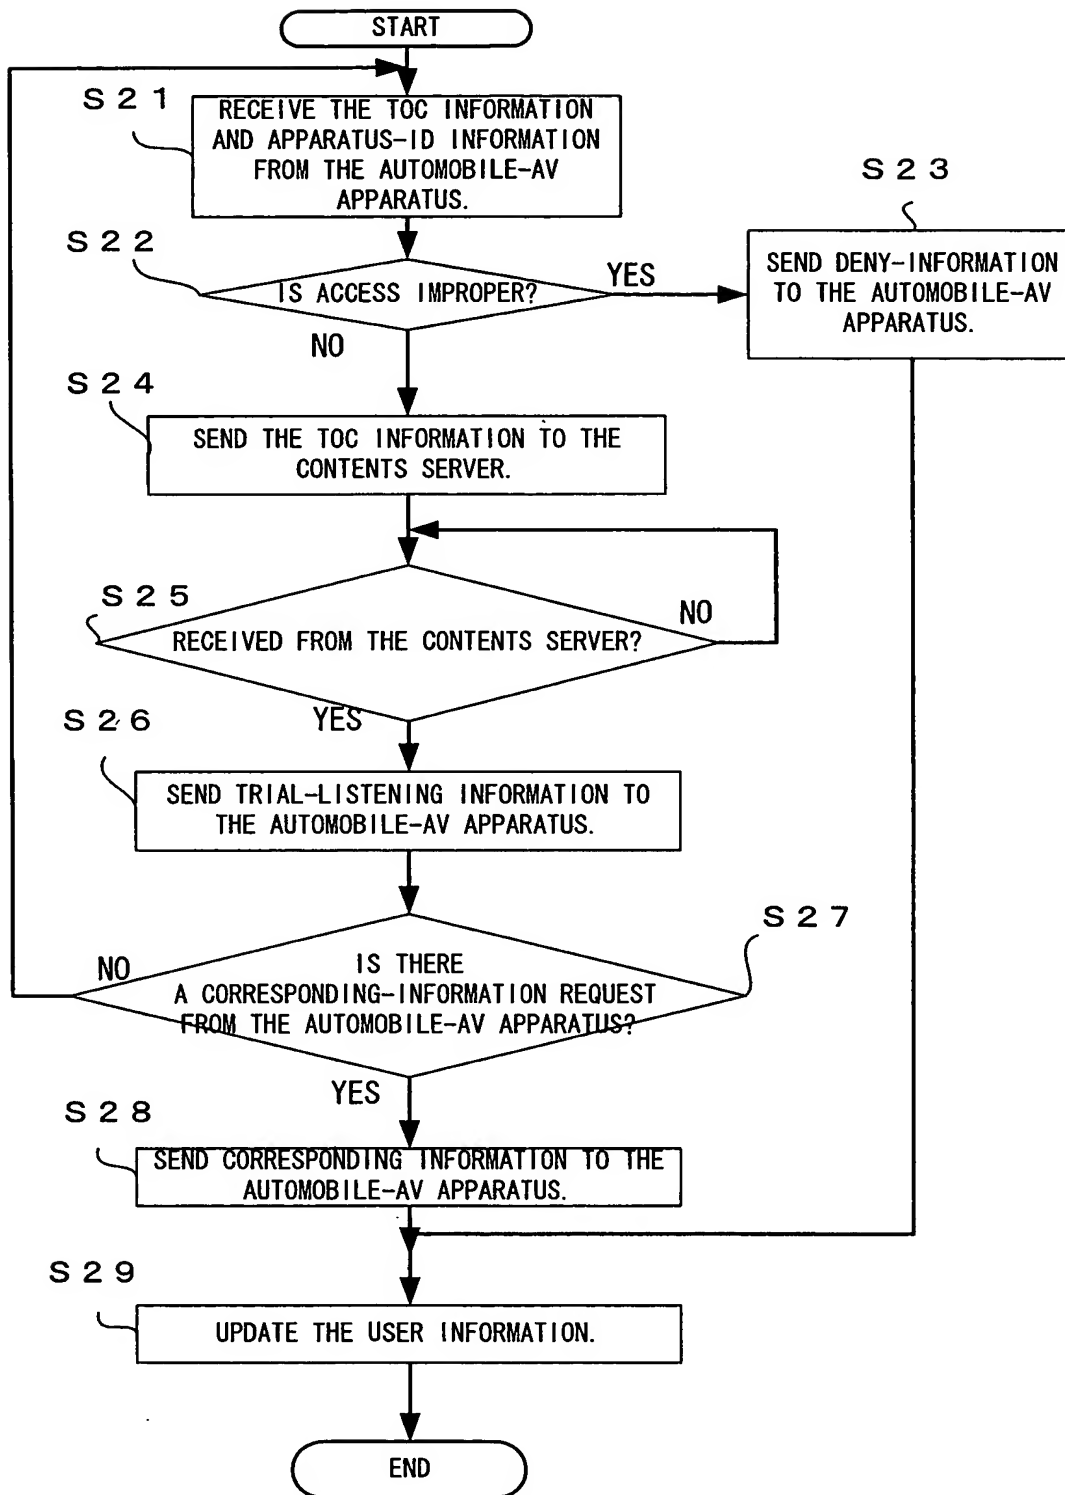 START
S21
RECEIVE THE TOC INFORMATION
AND APPARATUS-ID INFORMATION
FROM THE AUTOMOBILE-AV
APPARATUS.
S22
IS ACCESS IMPROPER?
YES
NO
S23
SEND DENY-INFORMATION
TO THE AUTOMOBILE-AV
APPARATUS.
S24
SEND THE TOC INFORMATION TO THE
CONTENTS SERVER.
S25
RECEIVED FROM THE CONTENTS SERVER?
NO
YES
S26
SEND TRIAL-LISTENING INFORMATION TO
THE AUTOMOBILE-AV APPARATUS.
S27
NO
IS THERE
A CORRESPONDING-INFORMATION REQUEST
FROM THE AUTOMOBILE-AV APPARATUS?
YES
S28
SEND CORRESPONDING INFORMATION TO THE
AUTOMOBILE-AV APPARATUS.
S29
UPDATE THE USER INFORMATION.
END